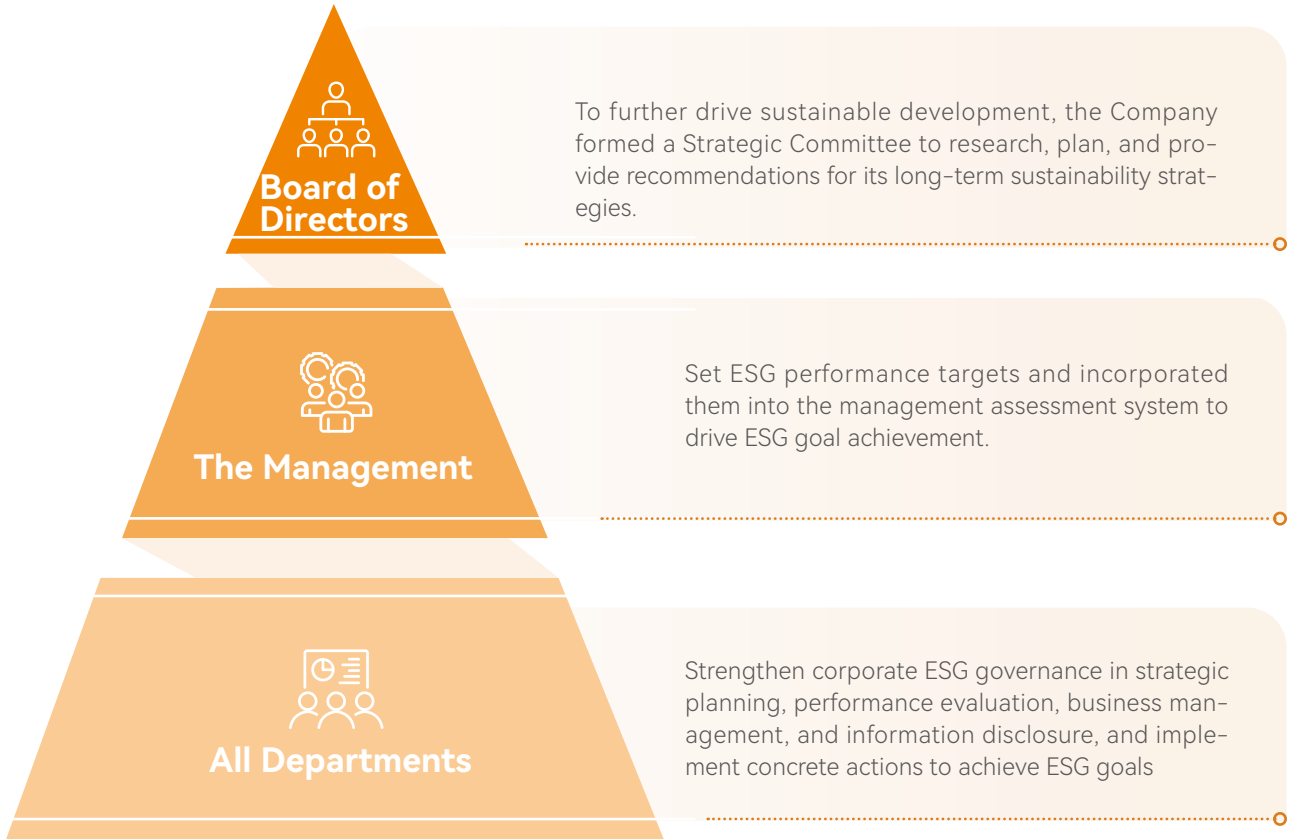 Board of
Directors
To further drive sustainable development, the Company
formed a Strategic Committee to research, plan, and pro-
vide recommendations for its long-term sustainability strat-
egies.
The Management
Set ESG performance targets and incorporated
them into the management assessment system to
drive ESG goal achievement.
All Departments
Strengthen corporate ESG governance in strategic
planning, performance evaluation, business man-
agement, and information disclosure, and imple-
ment concrete actions to achieve ESG goals